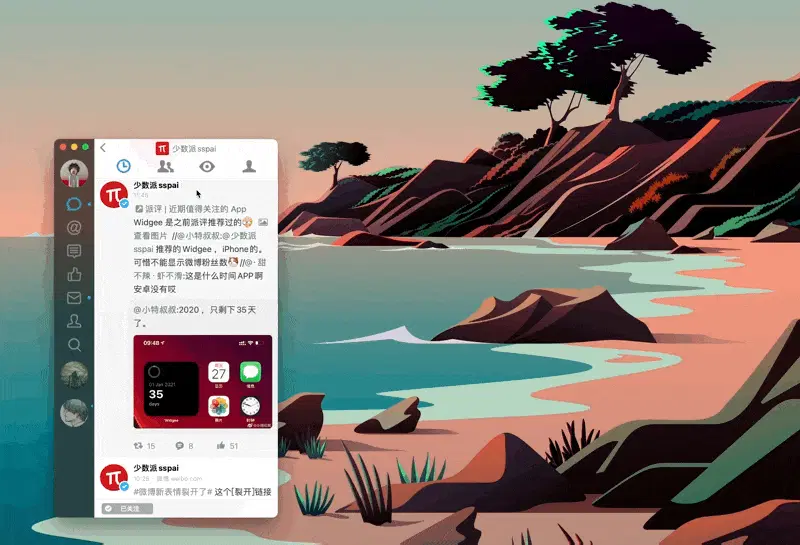 少数派 sspai
少数派 sspai
11:45
派评 | 近期值得关注的 App
Widgee 是之前派评推荐过的
查看图片 //@小特叔叔:@少数派
sspai 推荐的 Widgee ，iPhone的。
可惜不能显示微博粉丝数 //@ · 甜
不辣 · 虾不滑:这是什么时间 APP 啊
安卓没有哎
@小特叔叔:2020 ，只剩下 35 天
了。
09:48
01 Jan 2021
35
days
Widgee
27
15
8
51
少数派 sspai
10:28 微博 weibo.com
#微博新表情裂开了# 这个[裂开]链接
已关注